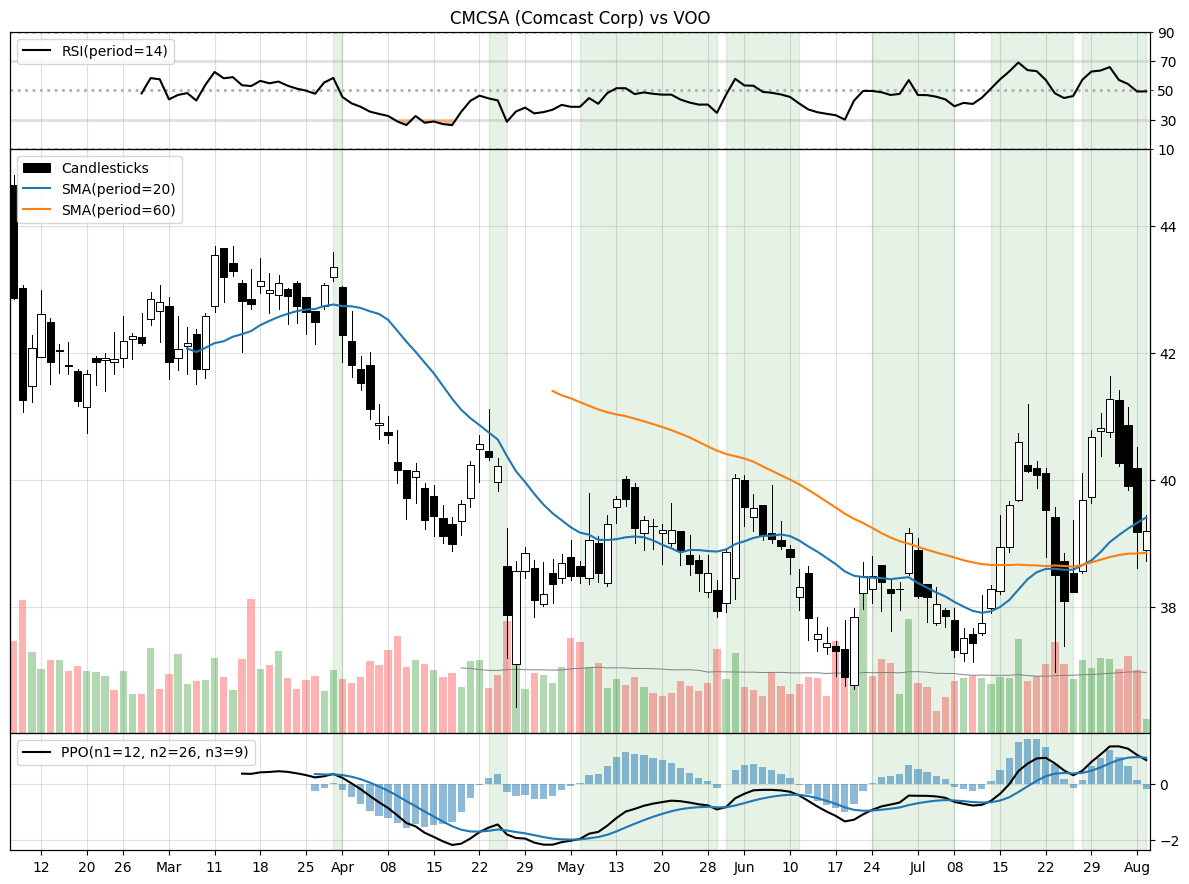 CMCSA (Comcast Corp) vs VOO
RSI(period=14)
90
70
50
30
10
Candlesticks
SMA(period=20)
SMA(period=60)
44
42
40
38
PPO(n1=12, n2=26, n3=9)
0
−2
12 20 26 Mar 11 18 25 Apr 08 15 22 29 May 13 20 28 Jun 10 17 24 Jul 08 15 22 29 Aug